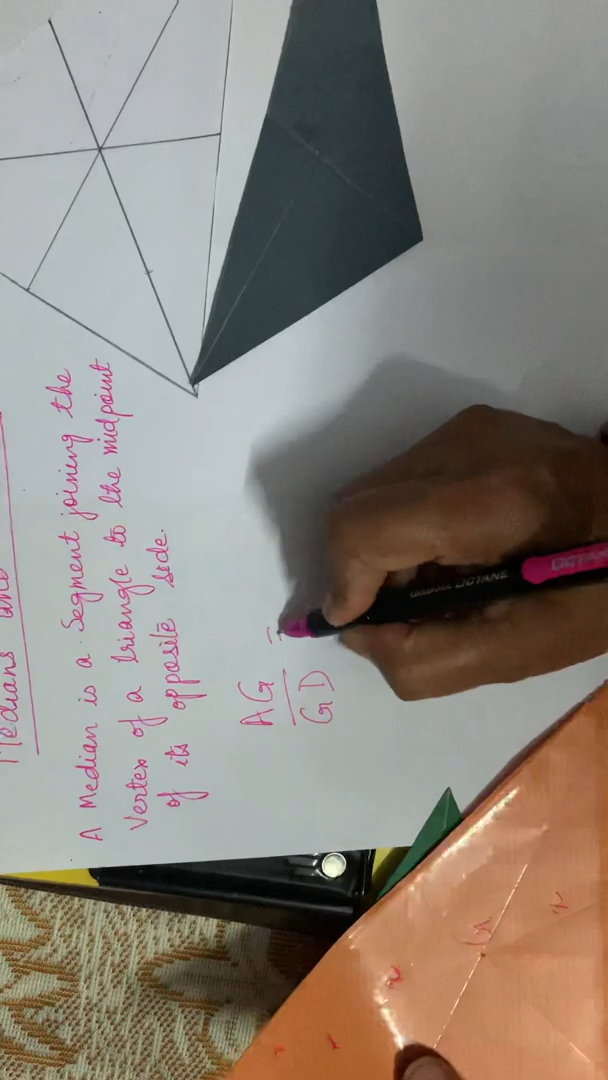 Medians and
A Median is a Segment joining the
Vertex of a triangle to the midpoint
of its opposite side.
AG =
GD
OCTANE
OCTANE
G